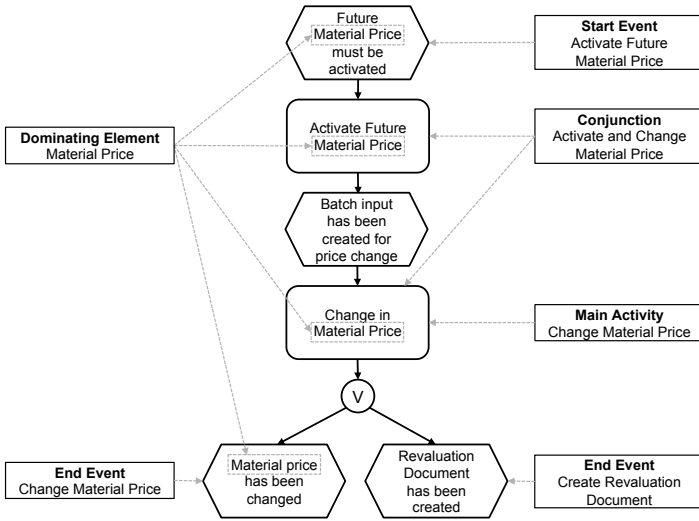 Future
Material Price
must be
activated
Start Event
Activate Future
Material Price
Dominating Element
Material Price
Activate Future
Material Price
Conjunction
Activate and Change
Material Price
Batch input
has been
created for
price change
Change in
Material Price
Main Activity
Change Material Price
V
End Event
Change Material Price
Material price
has been
changed
Revaluation
Document
has been
created
End Event
Create Revaluation
Document